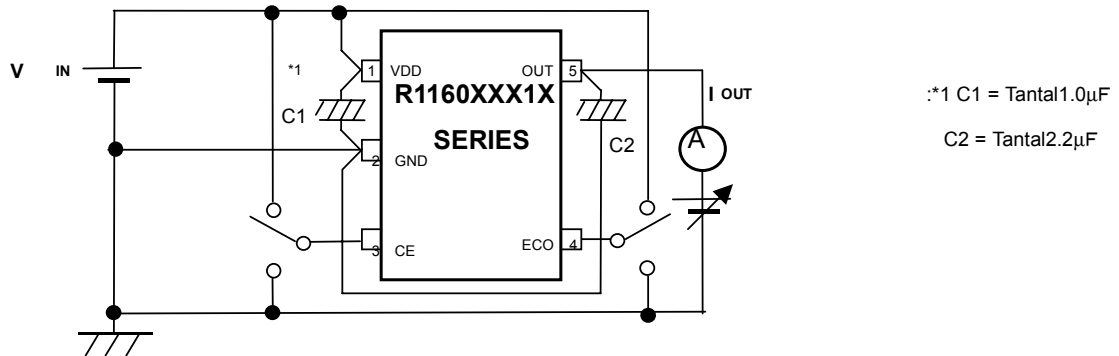 V IN
*1
1 VDD OUT 5
R1160XXX1X
C1
SERIES
C2
2 GND
3 CE ECO 4
I OUT
A
:*1 C1 = Tantal1.0μF
C2 = Tantal2.2μF